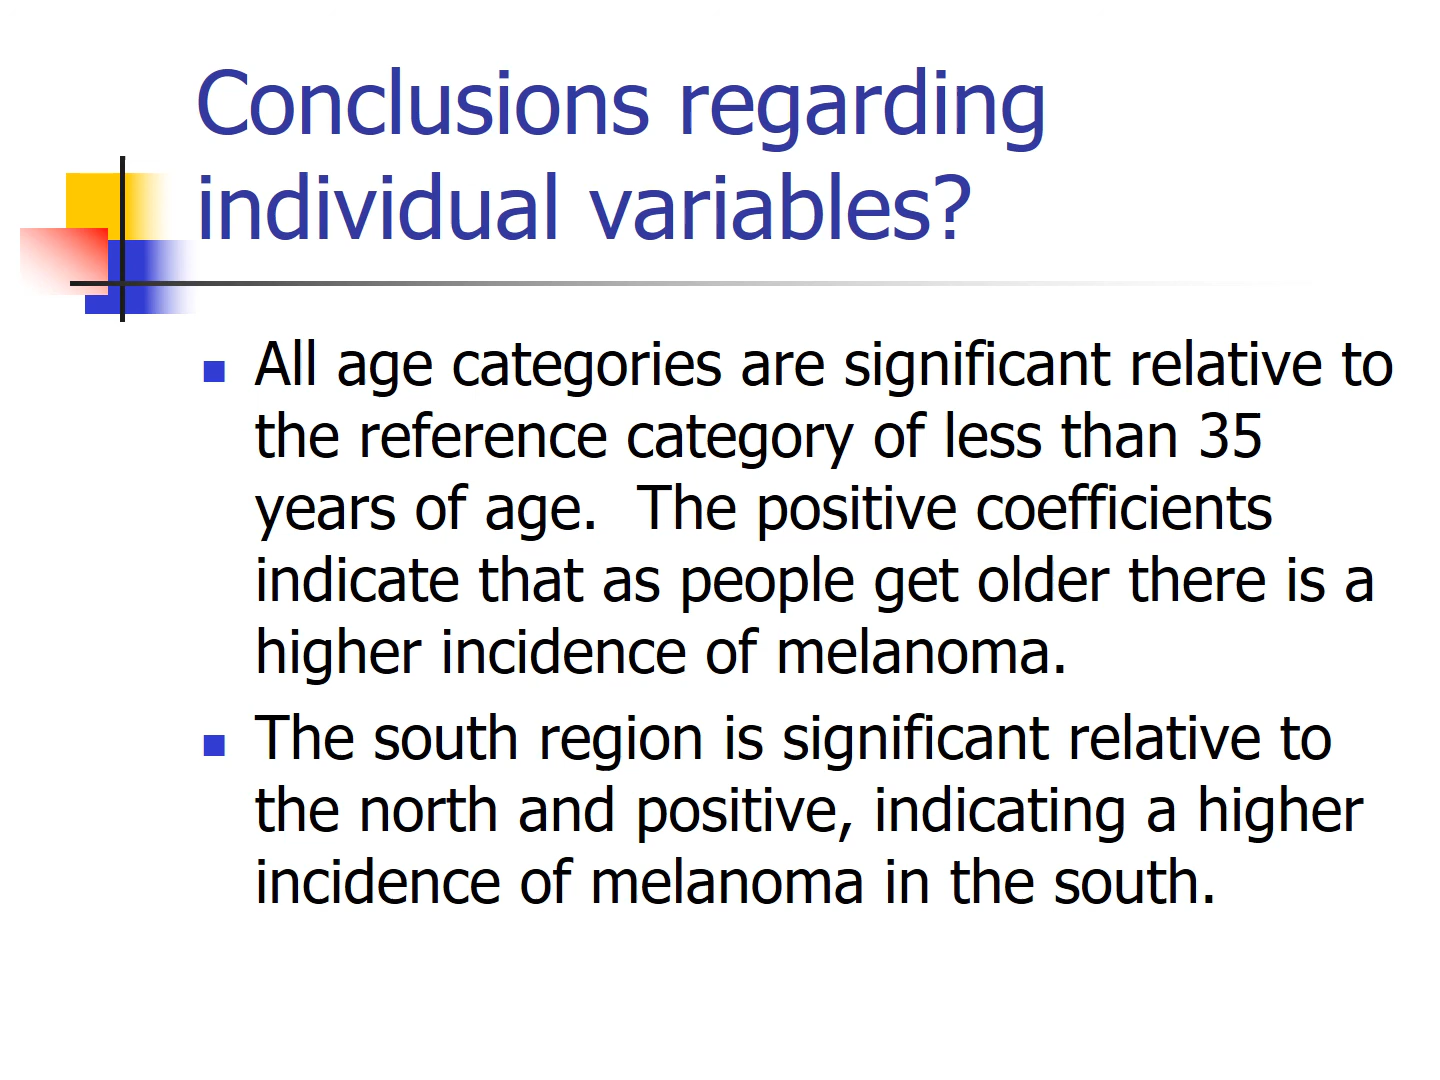 Conclusions regarding
individual variables?
All age categories are significant relative to
the reference category of less than 35
years of age.  The positive coefficients
indicate that as people get older there is a
higher incidence of melanoma.
The south region is significant relative to
the north and positive, indicating a higher
incidence of melanoma in the south.